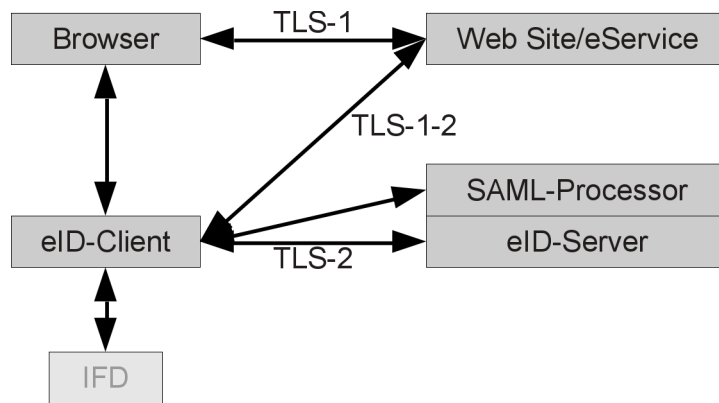 Browser
TLS-1
Web Site/eService
TLS-1-2
SAML-Processor
eID-Client
eID-Server
TLS-2
IFD